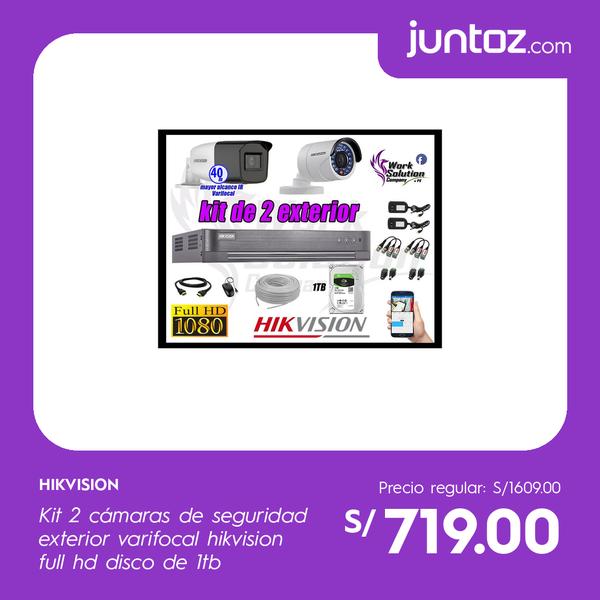 juntoz.com
HIKVISION
Work
Solution
Company
40
mayor alcance IR
Varifocal
kit de 2 exterior
1TB
Full HD
1080
HIKVISION
HIKVISION
Kit 2 cámaras de seguridad
exterior varifocal hikvision
full hd disco de 1tb
Precio regular: S/1609.00
S/ 719.00